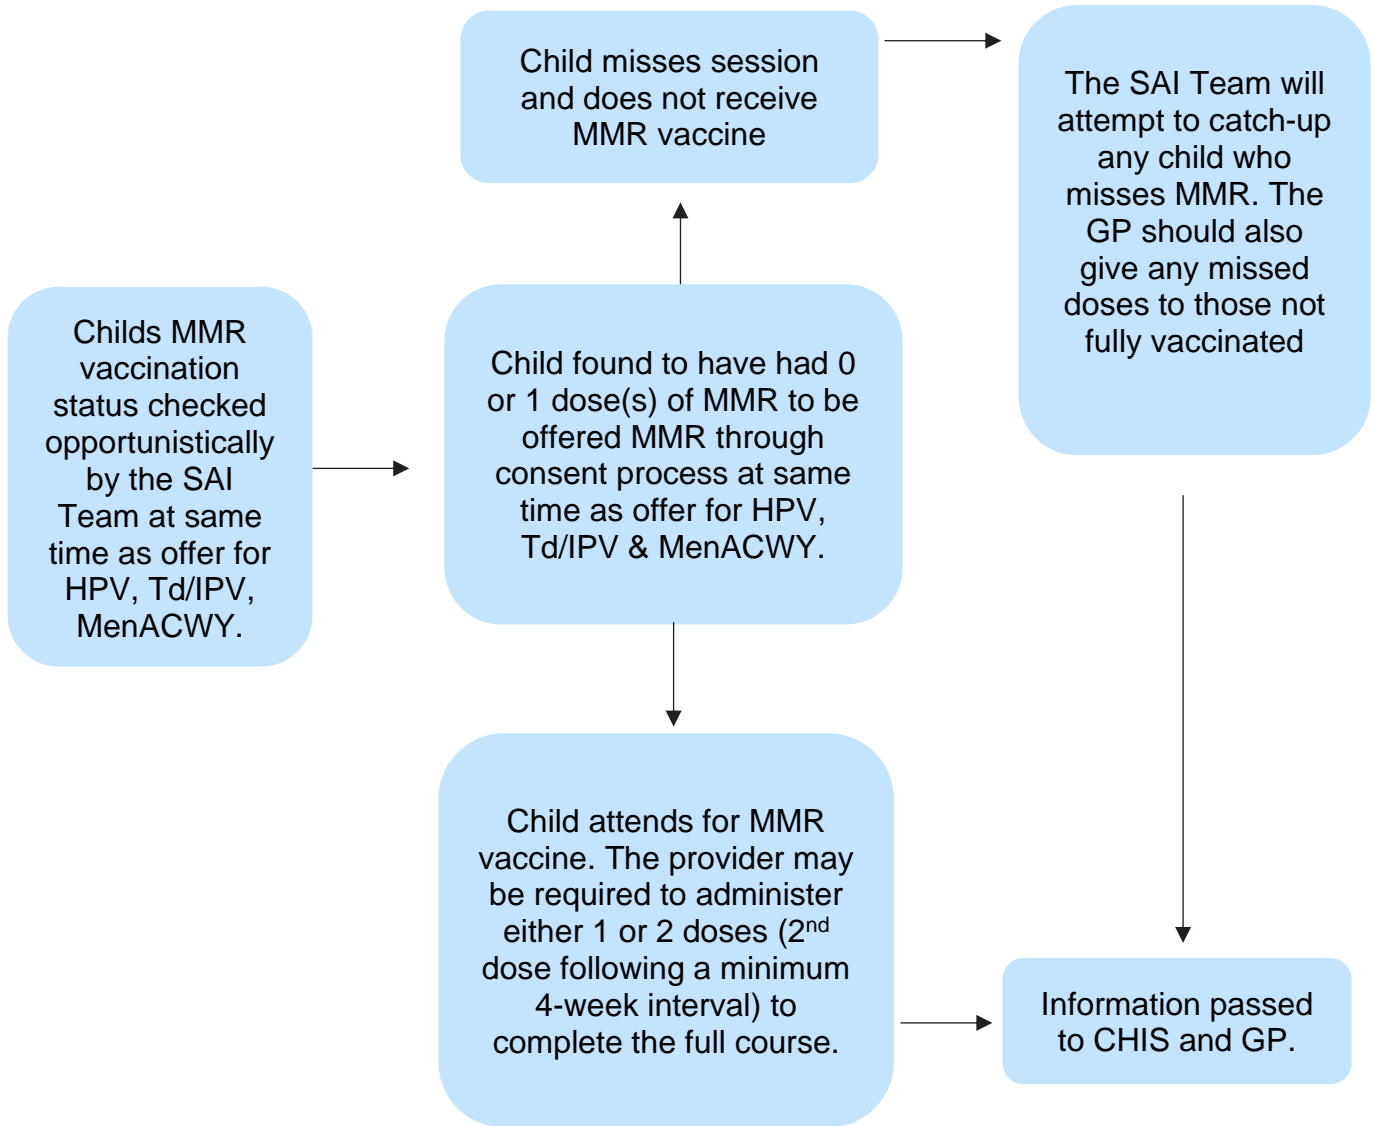 Child misses session
and does not receive
MMR vaccine
The SAI Team will
attempt to catch-up
any child who
misses MMR. The
GP should also
give any missed
doses to those not
fully vaccinated
Childs MMR
vaccination
status checked
opportunistically
by the SAI
Team at same
time as offer for
HPV, Td/IPV,
MenACWY.
Child found to have had 0
or 1 dose(s) of MMR to be
offered MMR through
consent process at same
time as offer for HPV,
Td/IPV & MenACWY.
Child attends for MMR
vaccine. The provider may
be required to administer
either 1 or 2 doses (2nd
dose following a minimum
4-week interval) to
complete the full course.
Information passed
to CHIS and GP.